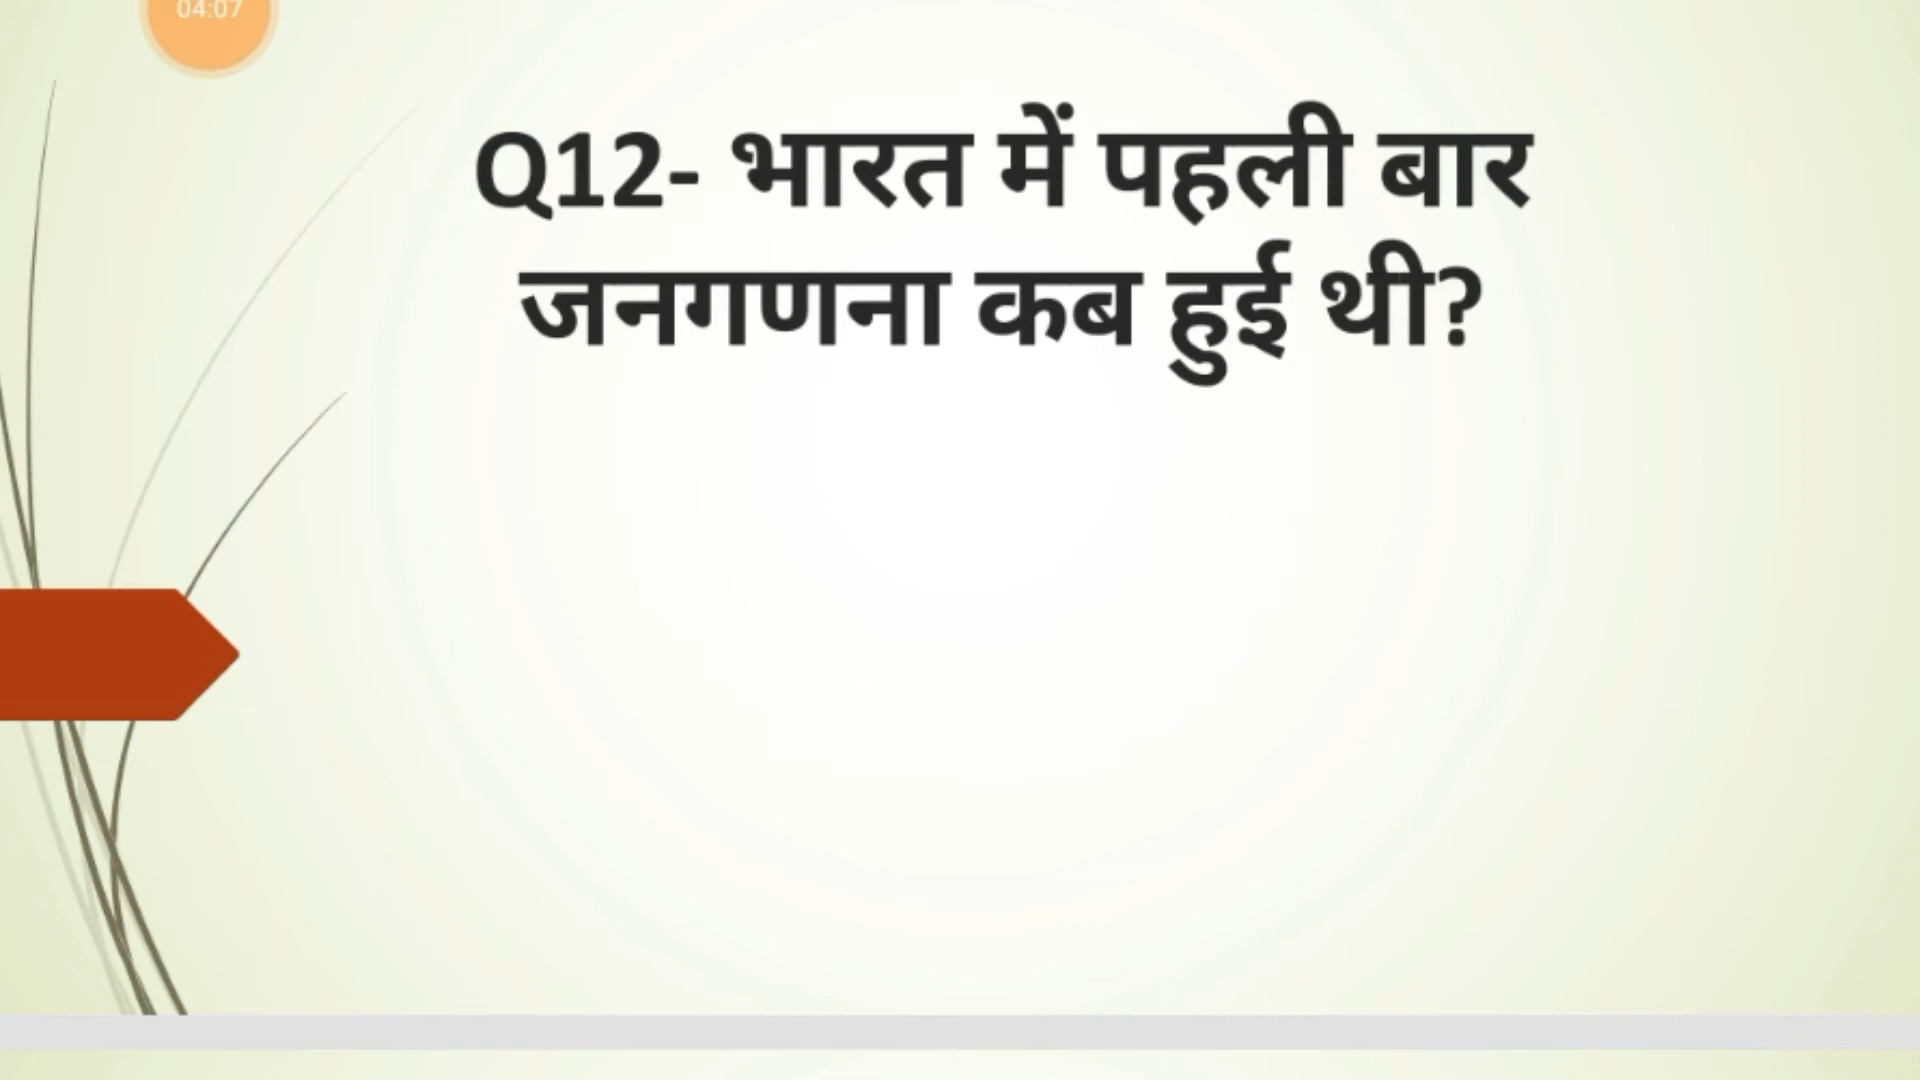 04:07
Q12- भारत में पहली बार
जनगणना कब हुई थी?